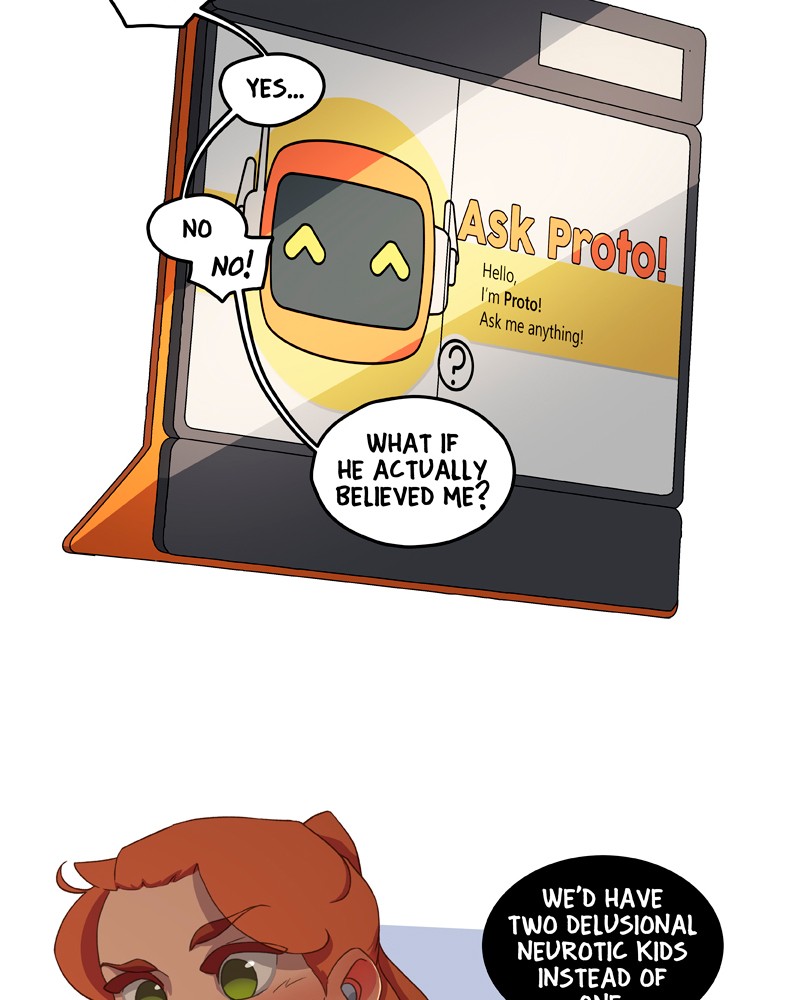 YES...
NO
NO!
Ask Proto!
Hello,
I'm Proto!
Ask me anything!
?
WHAT IF
HE ACTUALLY
BELIEVED ME?
WE'D HAVE
TWO DELUSIONAL
NEUROTIC KIDS
INSTEAD OF